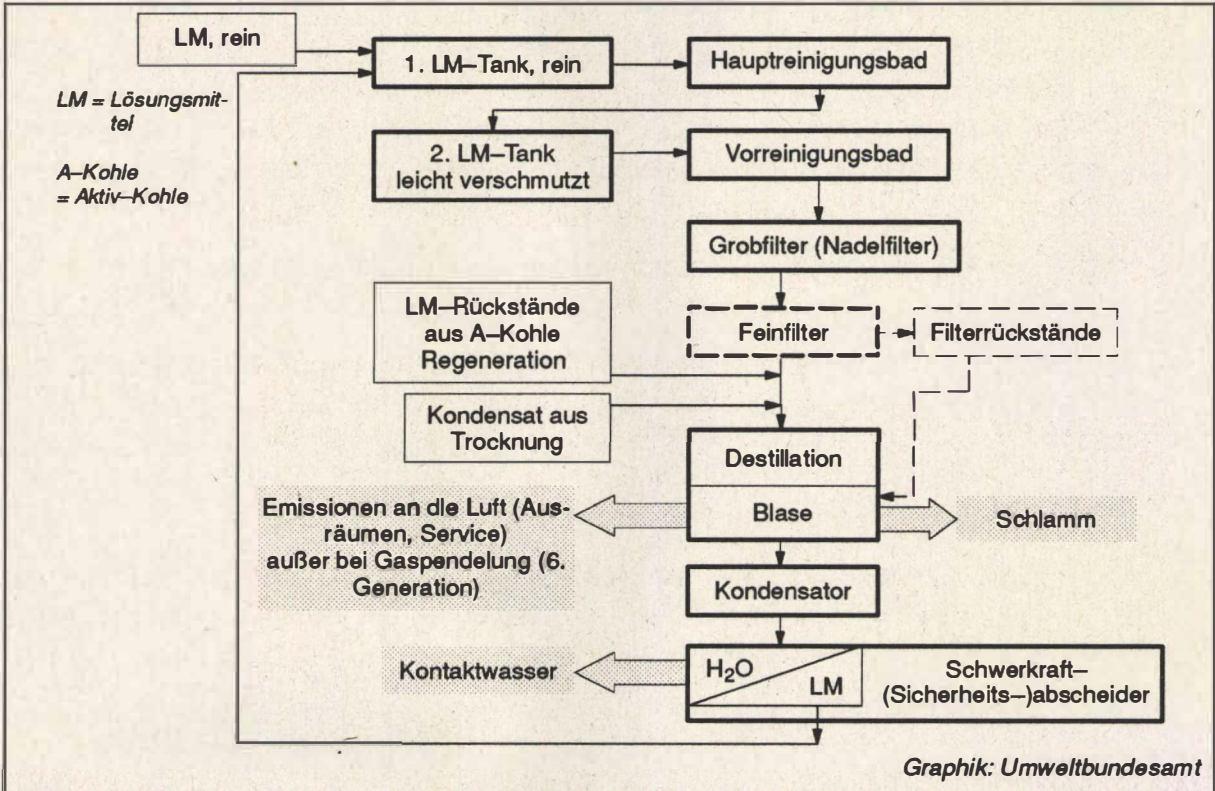 LM, rein
1. LM–Tank, rein
Hauptreinigungsbad
LM = Lösungsmit-
tel
A–Kohle
= Aktiv–Kohle
2. LM–Tank
leicht verschmutzt
Vorreinigungsbad
Grobfilter (Nadelfilter)
LM–Rückstände
aus A–Kohle
Regeneration
Feinfilter
Filterrückstände
Kondensat aus
Trocknung
Destillation
Blase
Emissionen an die Luft (Aus-
räumen, Service)
außer bei Gaspendelung (6.
Generation)
Schlamm
Kondensator
Kontaktwasser
H₂O
LM
Schwerkraft–
(Sicherheits–)abscheider
Graphik: Umweltbundesamt